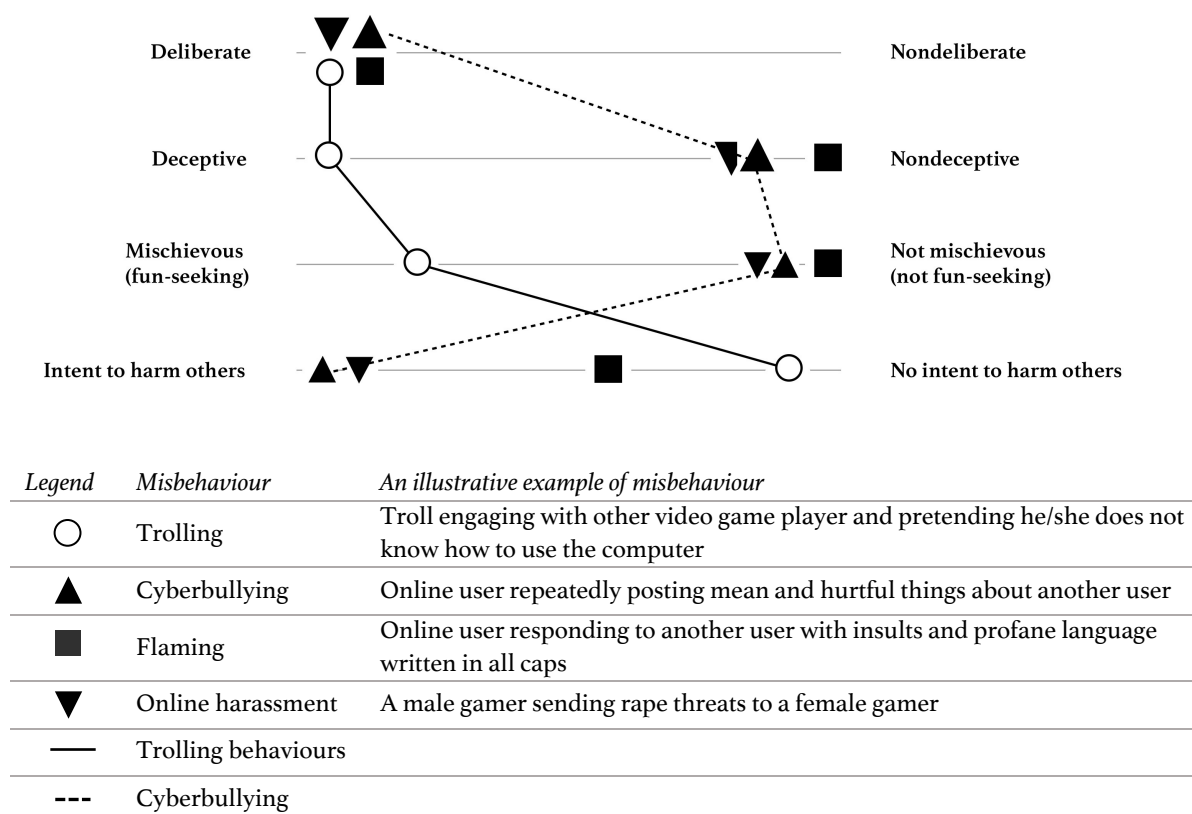 Deliberate
Nondeliberate
Deceptive
Nondeceptive
Mischievous
(fun-seeking)
Not mischievous
(not fun-seeking)
Intent to harm others
No intent to harm others
Legend Misbehaviour An illustrative example of misbehaviour
Trolling
Troll engaging with other video game player and pretending he/she does not
know how to use the computer
Cyberbullying Online user repeatedly posting mean and hurtful things about another user
Flaming
Online user responding to another user with insults and profane language
written in all caps
Online harassment A male gamer sending rape threats to a female gamer
Trolling behaviours
Cyberbullying